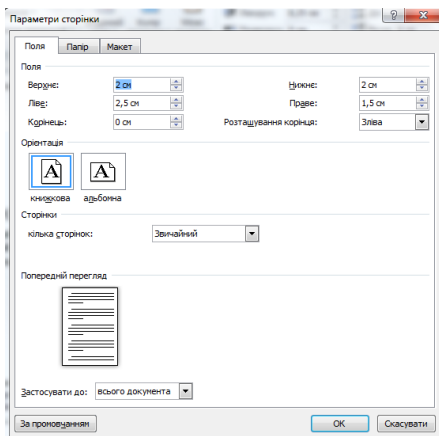 Параметри сторінки
Поля Папір Макет
Поля
Верхнє: 2 см Нижнє: 2 см
Ліве: 2,5 см Праве: 1,5 см
Корінець: 0 см Розташування корінця: Зліва
Орієнтація
A A
книжкова альбомна
Сторінки
кілька сторінок: Звичайний
Попередній перегляд
Застосувати до: всього документа
За промовчанням ОК Скасувати